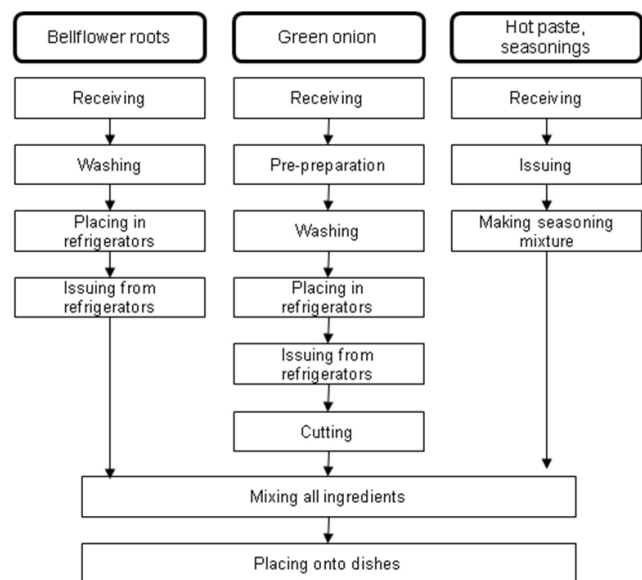 Bellflower roots
Receiving
Washing
Placing in
refrigerators
Issuing from
refrigerators
Green onion
Receiving
Pre-preparation
Washing
Placing in
refrigerators
Issuing from
refrigerators
Cutting
Hot paste,
seasonings
Receiving
Issuing
Making seasoning
mixture
Mixing all ingredients
Placing onto dishes